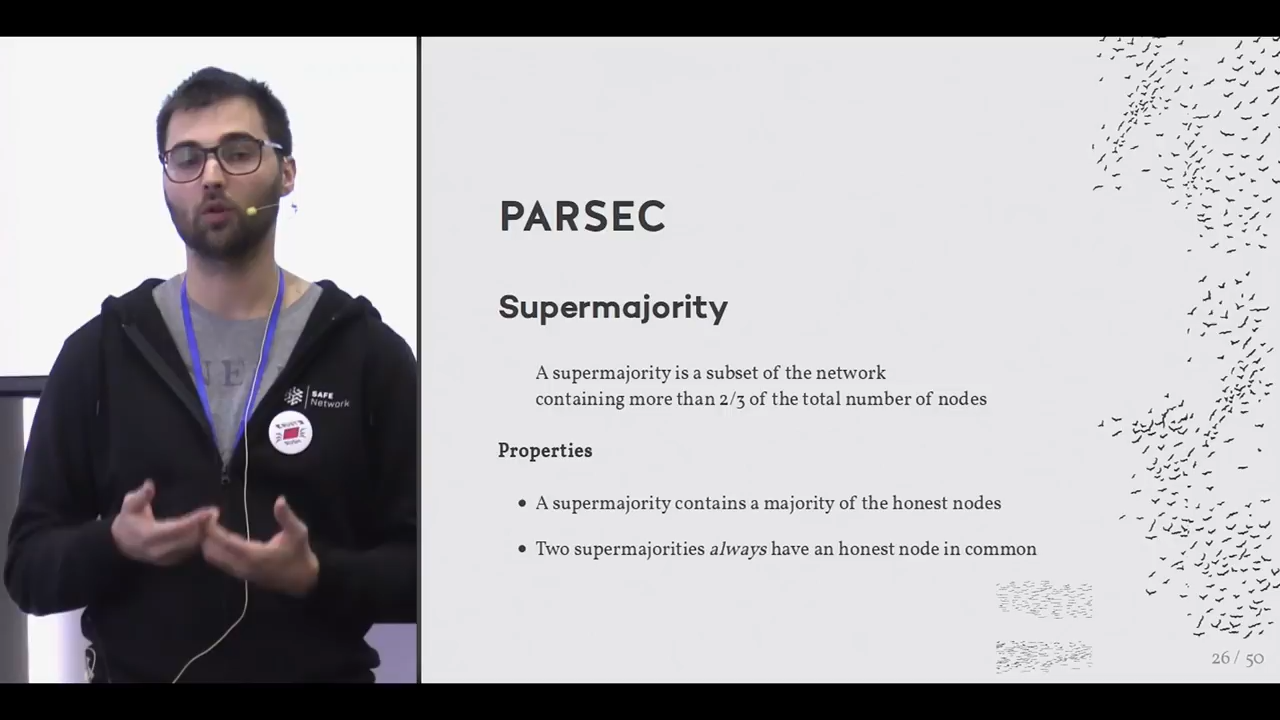 PARSEC
Supermajority
A supermajority is a subset of the network
containing more than 2/3 of the total number of nodes
Properties
• A supermajority contains a majority of the honest nodes
• Two supermajorities always have an honest node in common
26 / 50
SAFE
Network